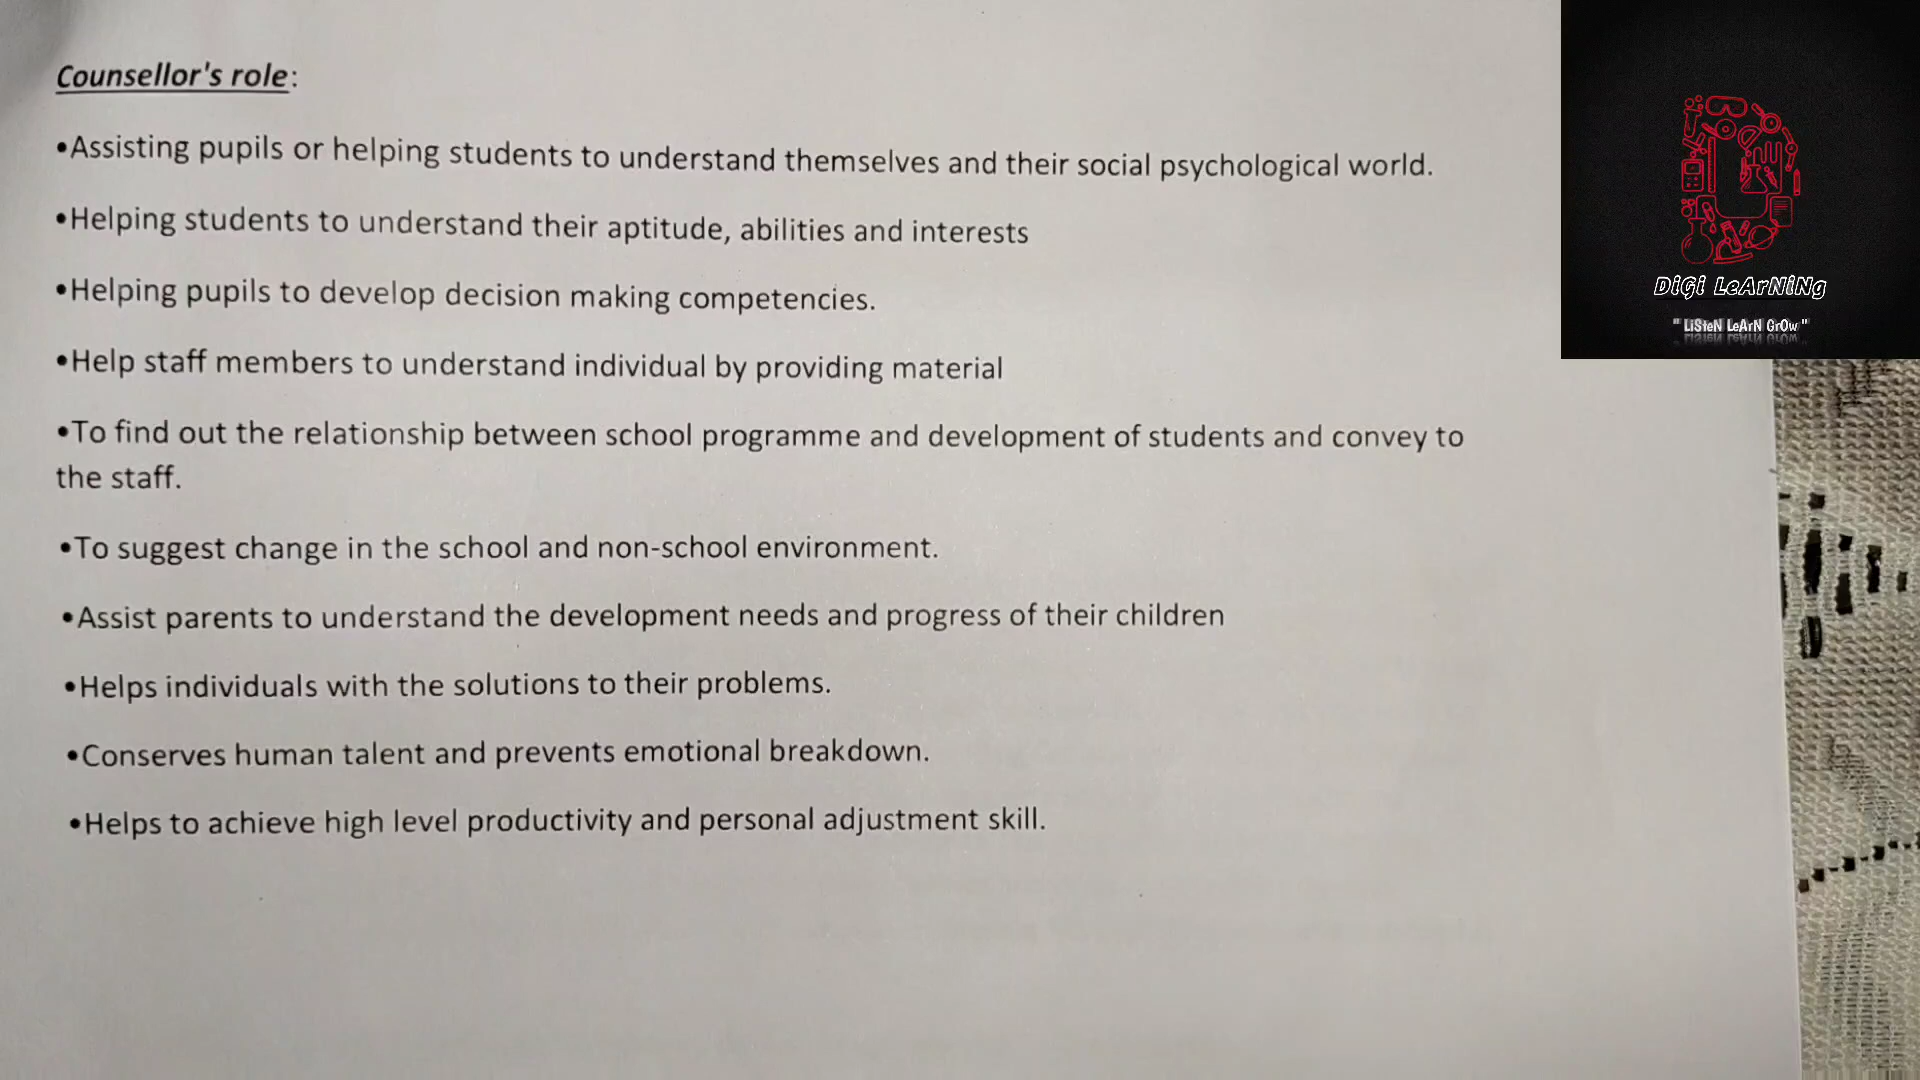 Counsellor's role:
•Assisting pupils or helping students to understand themselves and their social psychological world.
•Helping students to understand their aptitude, abilities and interests
•Helping pupils to develop decision making competencies.
•Help staff members to understand individual by providing material
•To find out the relationship between school programme and development of students and convey to
the staff.
•To suggest change in the school and non-school environment.
•Assist parents to understand the development needs and progress of their children
•Helps individuals with the solutions to their problems.
•Conserves human talent and prevents emotional breakdown.
•Helps to achieve high level productivity and personal adjustment skill.
DiGi LeArNiNg
"LiSteN LeArN GrOw"